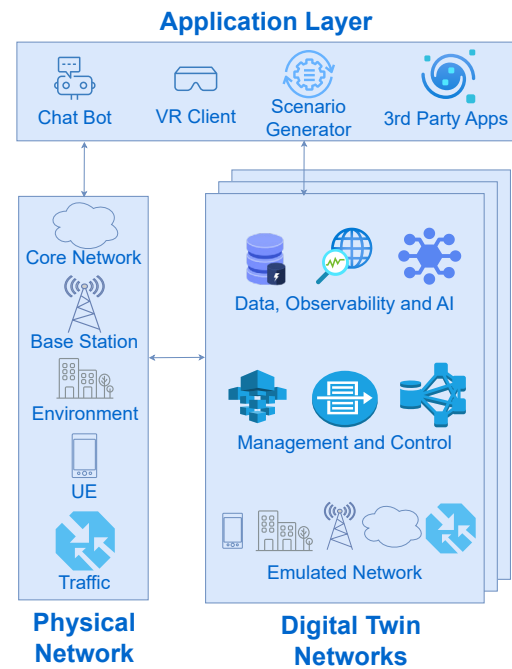 Application Layer
Chat Bot
VR Client
Scenario
Generator
3rd Party Apps
Core Network
Base Station
Environment
UE
Traffic
Physical
Network
Data, Observability and AI
Management and Control
Emulated Network
Digital Twin
Networks